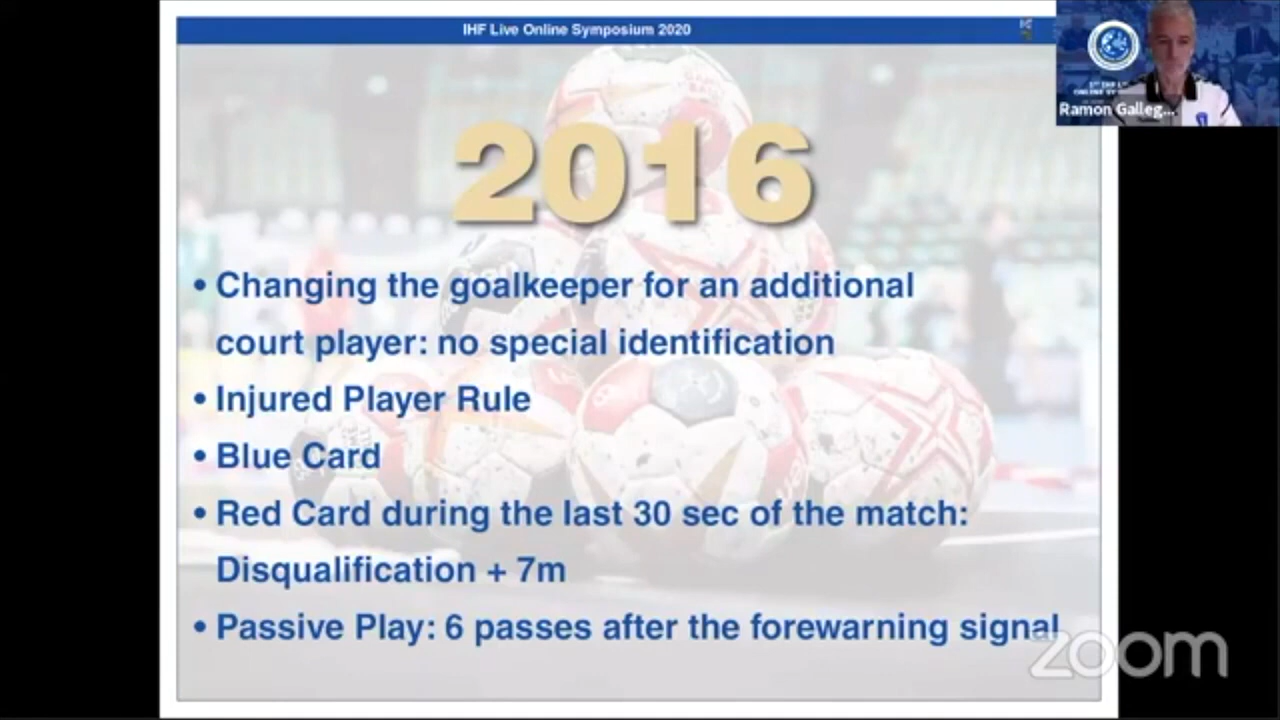 IHF Live Online Symposium 2020
Ramon Galleg...
2016
• Changing the goalkeeper for an additional
court player: no special identification
• Injured Player Rule
• Blue Card
• Red Card during the last 30 sec of the match:
Disqualification + 7m
• Passive Play: 6 passes after the forewarning signal
zoom